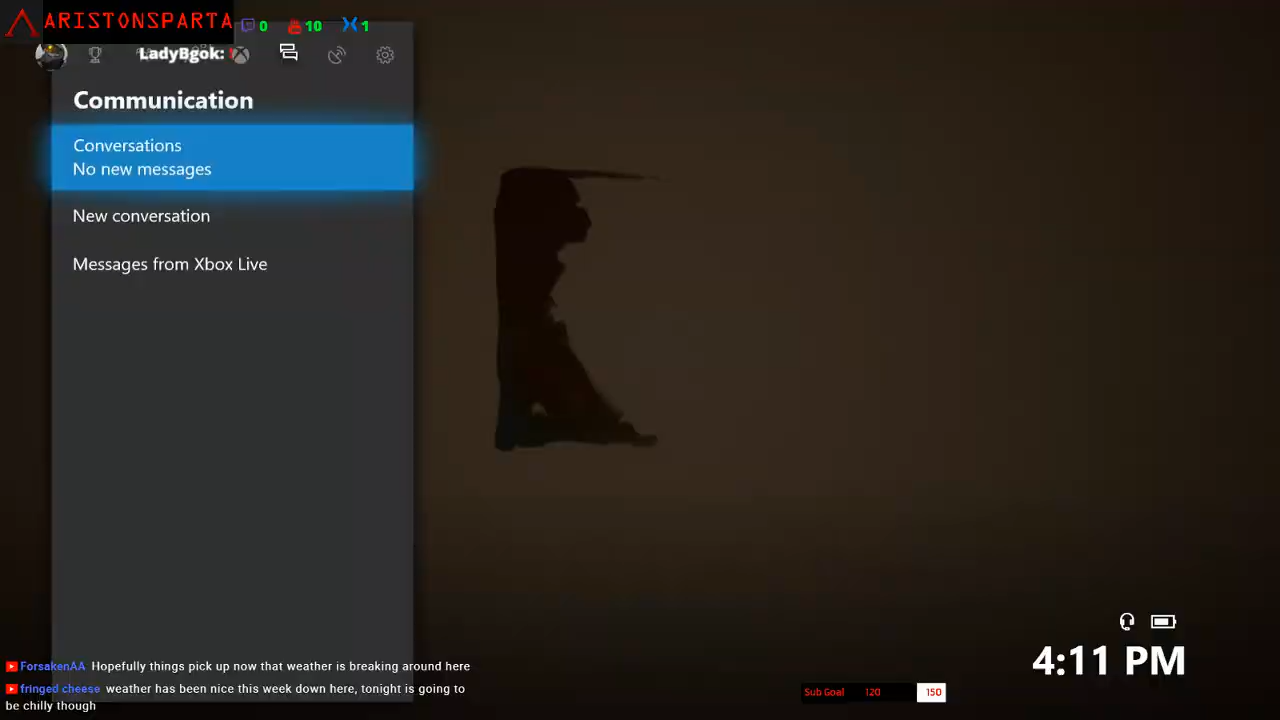 ARISTONSPARTA
0 10 1
LadyBgok:
Communication
Conversations
No new messages
New conversation
Messages from Xbox Live
4:11 PM
ForsakenAA Hopefully things pick up now that weather is breaking around here
fringed cheese weather has been nice this week down here, tonight is going to
be chilly though
Sub Goal 120 150